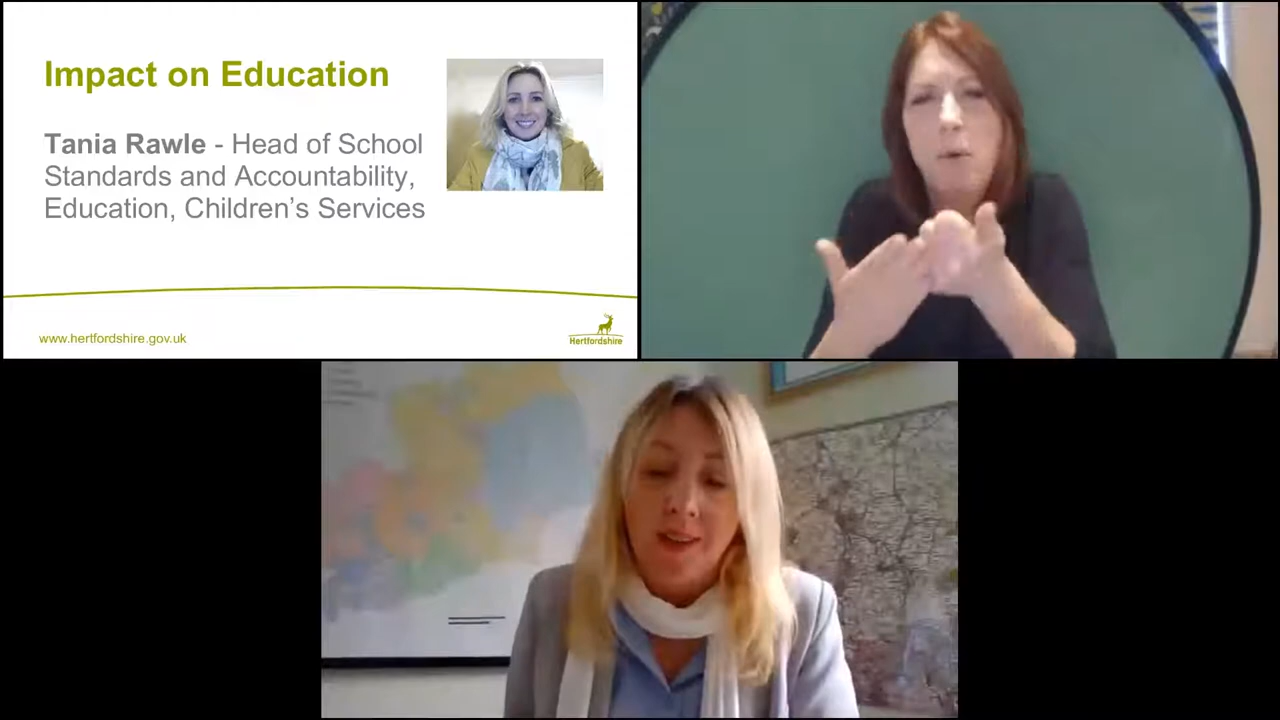 Impact on Education
Tania Rawle - Head of School
Standards and Accountability,
Education, Children's Services
www.hertfordshire.gov.uk
Hertfordshire